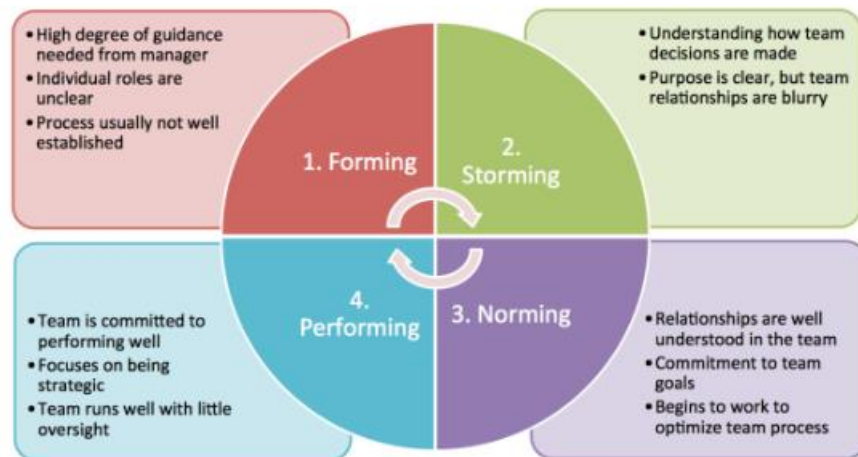 • High degree of guidance
needed from manager
• Individual roles are
unclear
• Process usually not well
established
1. Forming
• Understanding how team
decisions are made
• Purpose is clear, but team
relationships are blurry
2.
Storming
• Team is committed to
performing well
• Focuses on being
strategic
• Team runs well with little
oversight
4.
Performing
3. Norming
• Relationships are well
understood in the team
• Commitment to team
goals
• Begins to work to
optimize team process